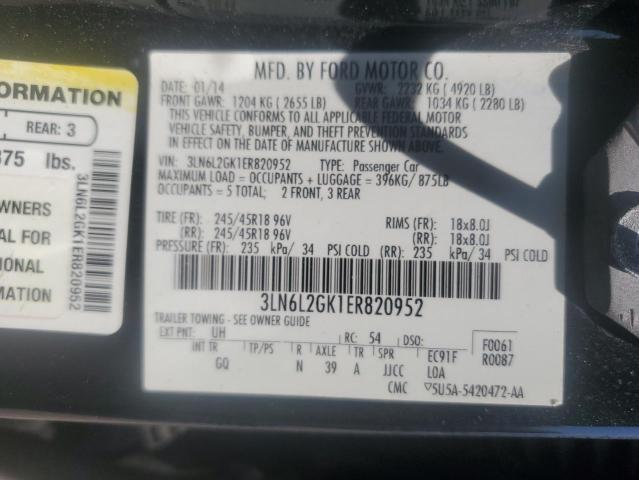 ORMATION
REAR: 3
375 lbs.
WNERS
AL FOR
IONAL
MATION
3LN6L2GK1ER820952
MFD. BY FORD MOTOR CO.
DATE: 01/14 GVWR: 2232 KG ( 4920 LB)
FRONT GAWR: 1204 KG ( 2655 LB) REAR GAWR: 1034 KG ( 2280 LB)
THIS VEHICLE CONFORMS TO ALL APPLICABLE FEDERAL MOTOR
VEHICLE SAFETY, BUMPER, AND THEFT PREVENTION STANDARDS IN
EFFECT ON THE DATE OF MANUFACTURE SHOWN ABOVE.
VIN: 3LN6L2GK1ER820952 TYPE: Passenger Car
MAXIMUM LOAD = OCCUPANTS + LUGGAGE = 396KG/ 875LB
OCCUPANTS = 5 TOTAL: 2 FRONT, 3 REAR
TIRE (FR): 245/45R18 96V RIMS (FR): 18x8.0J
(RR): 245/45R18 96V (RR): 18x8.0J
PRESSURE (FR): 235 kPa/ 34 PSI COLD (RR): 235 kPa/ 34 PSI COLD
3LN6L2GK1ER820952
TRAILER TOWING - SEE OWNER GUIDE
EXT PNT: UH RC: 54 DSO: F0061
INT TR TP/PS R AXLE TR SPR EC91F R0087
GQ N 39 A JJCC LOA
CMC ▽5U5A-5420472-AA